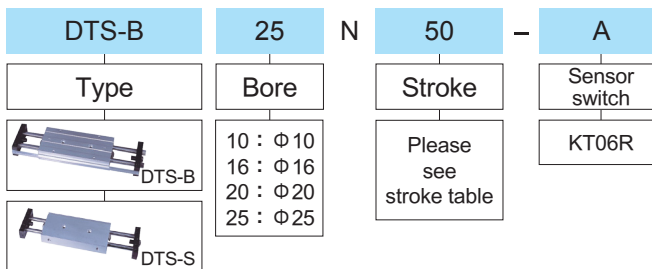 DTS-B 25 N 50 – A
Type
Bore
Stroke
Sensor
switch
DTS-B
DTS-S
10 : Φ10
16 : Φ16
20 : Φ20
25 : Φ25
Please
see
stroke table
KT06R